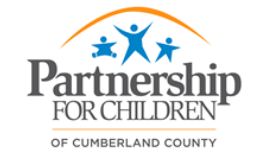 Partnership
FOR CHILDREN
OF CUMBERLAND COUNTY